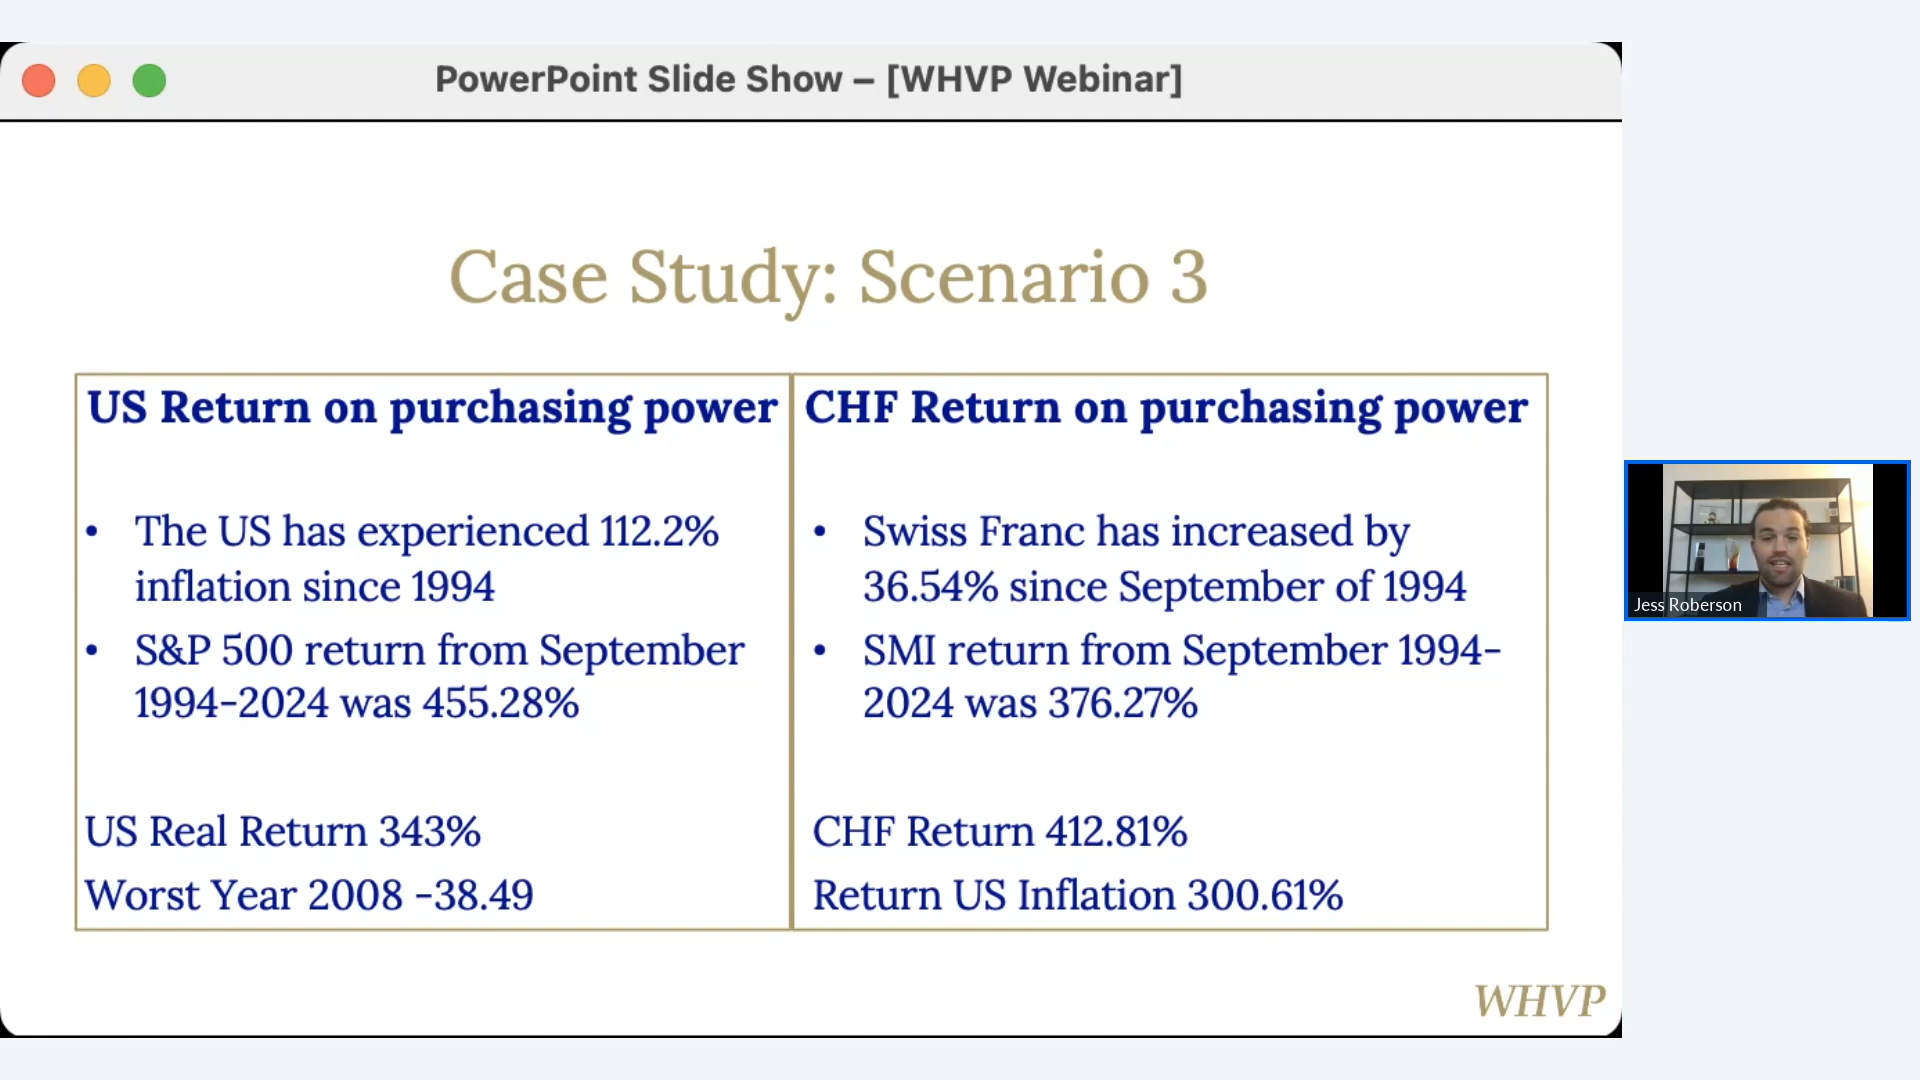 PowerPoint Slide Show – [WHVP Webinar]
Case Study: Scenario 3
US Return on purchasing power
• The US has experienced 112.2%
inflation since 1994
• S&P 500 return from September
1994-2024 was 455.28%
US Real Return 343%
Worst Year 2008 -38.49
CHF Return on purchasing power
• Swiss Franc has increased by
36.54% since September of 1994
• SMI return from September 1994-
2024 was 376.27%
CHF Return 412.81%
Return US Inflation 300.61%
WHVP
Jess Roberson